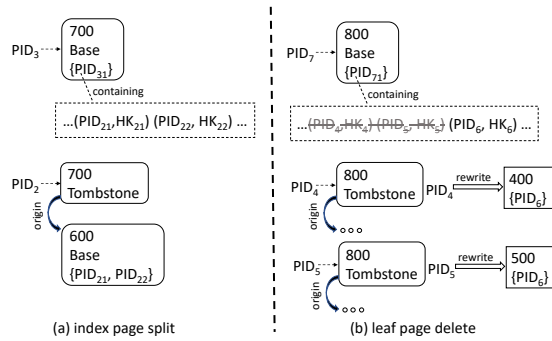 700
Base
{PID31}
PID3
containing
...(PID21,HK21) (PID22, HK22) ...
700
Tombstone
PID2
origin
600
Base
{PID21, PID22}
(a) index page split
800
Base
{PID71}
PID7
containing
...(PID4,HK4) (PID5, HK5) (PID6, HK6) ...
800
Tombstone
PID4
origin
PID4
rewrite
400
{PID6}
800
Tombstone
PID5
origin
PID5
rewrite
500
{PID6}
(b) leaf page delete